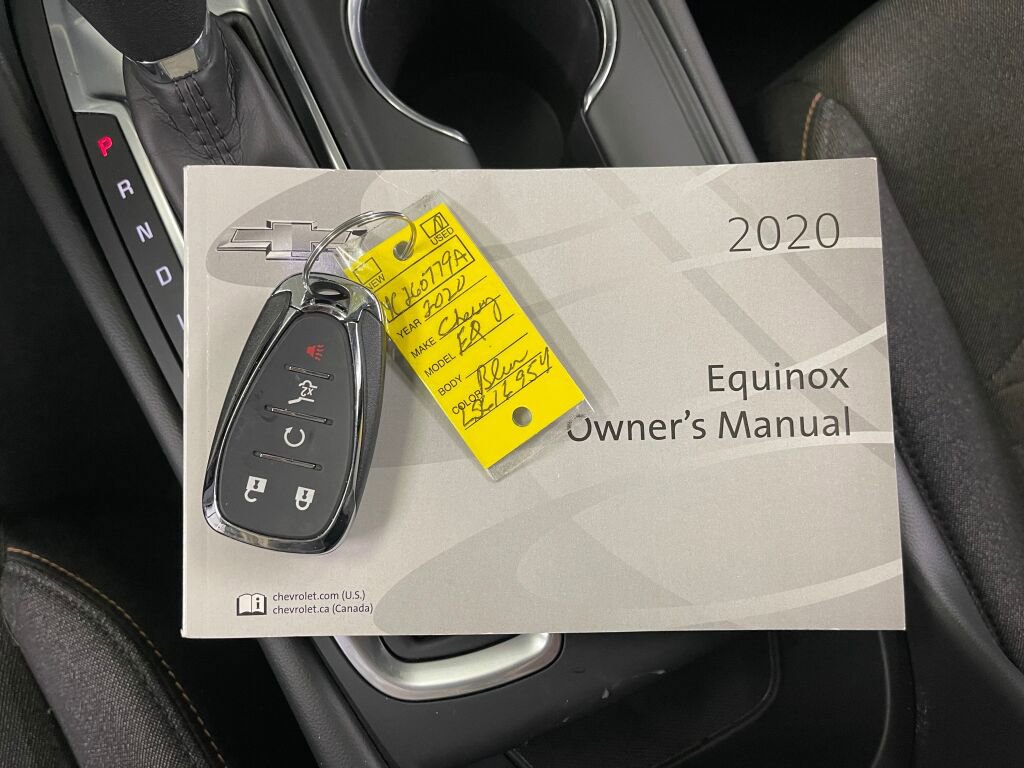 P
R
N
D
2020
Equinox
Owner's Manual
chevrolet.com (U.S.)
chevrolet.ca (Canada)
NEW
USED
YEAR 2020
MAKE Chevy
MODEL EQ
BODY
COLOR Blue
x2